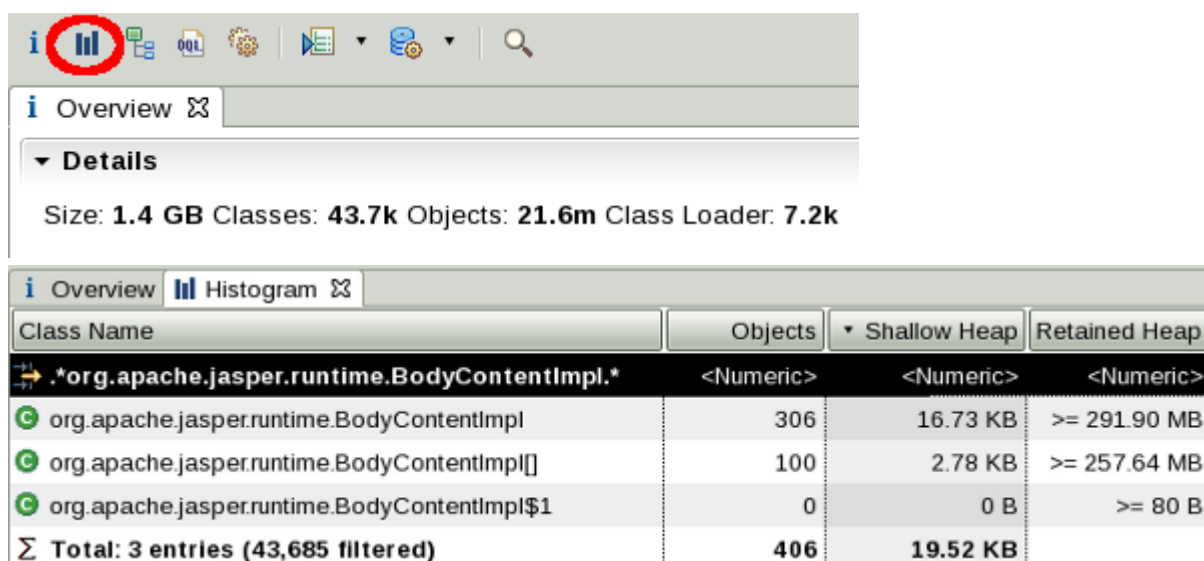 i OQL
i Overview
Details
Size: 1.4 GB Classes: 43.7k Objects: 21.6m Class Loader: 7.2k
i Overview Histogram
Class Name Objects Shallow Heap Retained Heap
.*org.apache.jasper.runtime.BodyContentImpl.* <Numeric> <Numeric> <Numeric>
C org.apache.jasper.runtime.BodyContentImpl 306 16.73 KB >= 291.90 MB
C org.apache.jasper.runtime.BodyContentImpl[] 100 2.78 KB >= 257.64 MB
C org.apache.jasper.runtime.BodyContentImpl$1 0 0 B >= 80 B
Σ Total: 3 entries (43,685 filtered) 406 19.52 KB